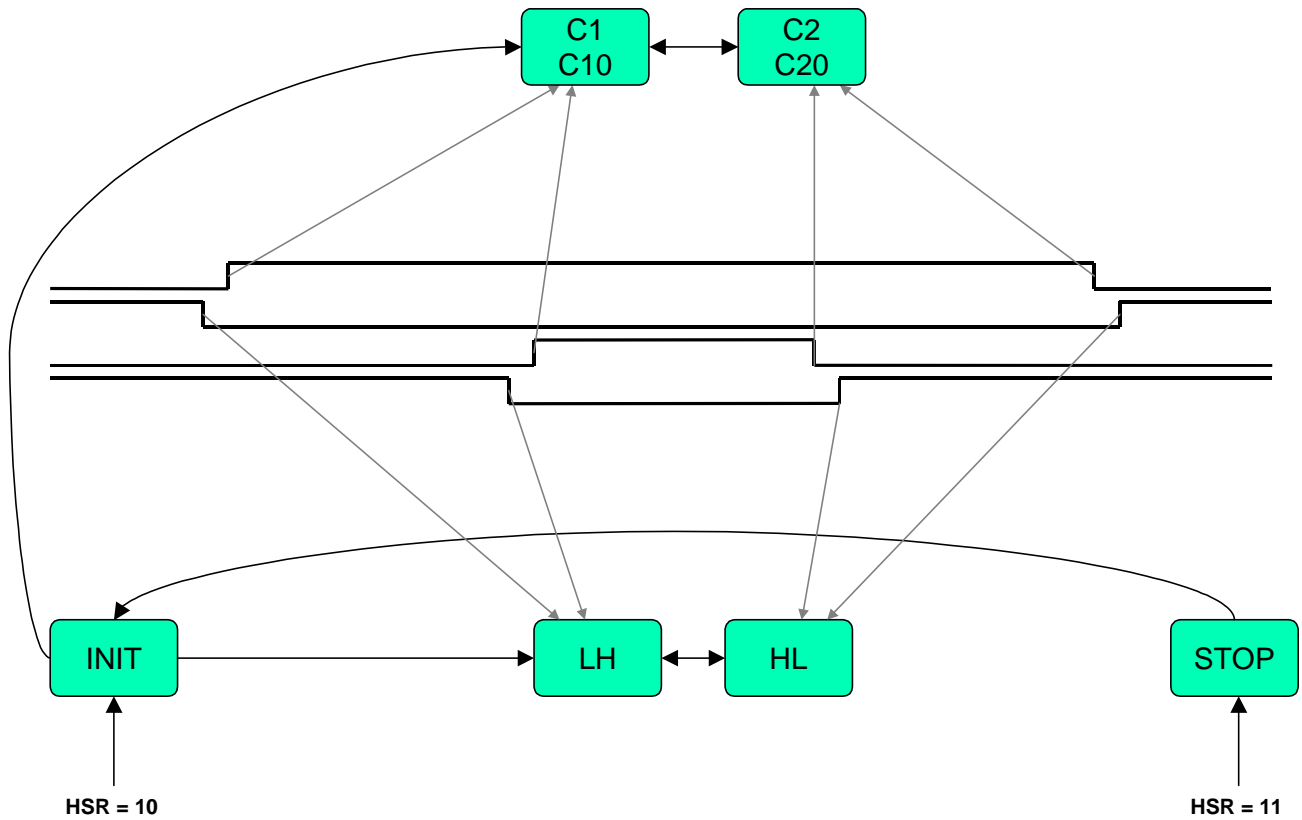 C1
C10
C2
C20
INIT
LH
HL
STOP
HSR = 10
HSR = 11